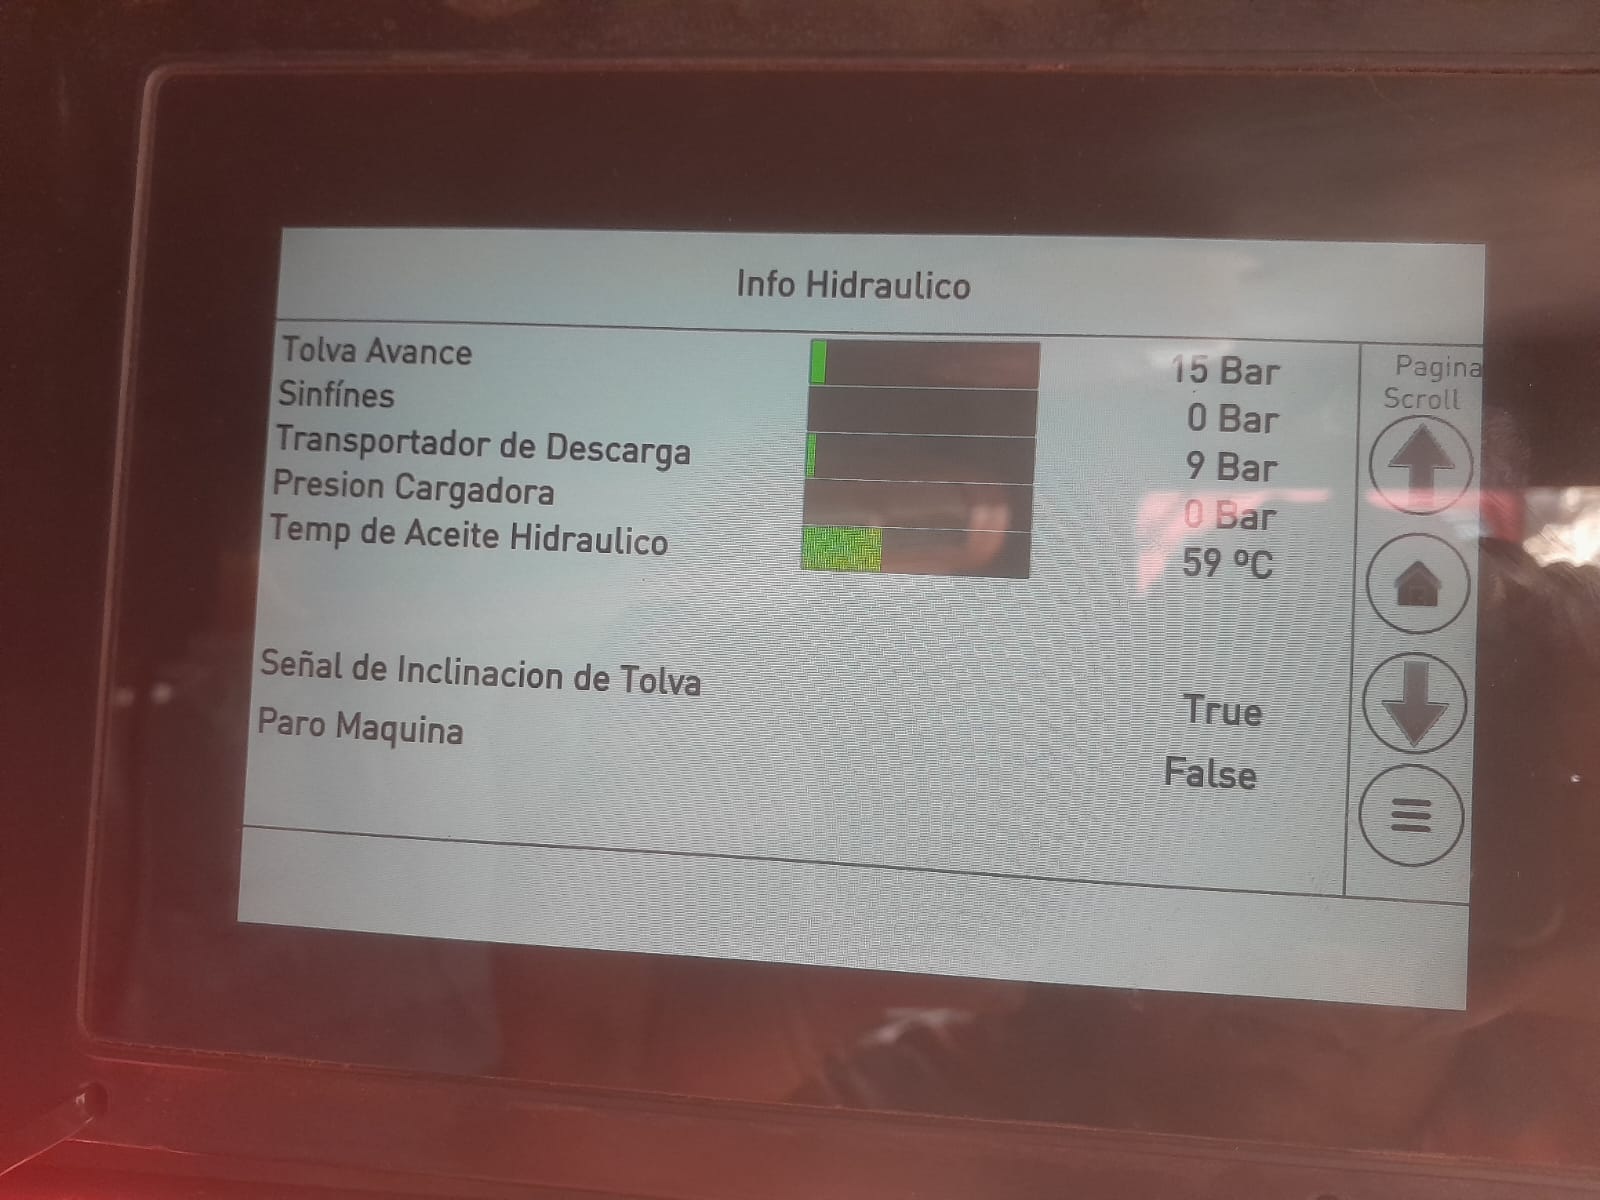 Info Hidraulico
Tolva Avance 15 Bar
Sinfínes 0 Bar
Transportador de Descarga 9 Bar
Presion Cargadora 0 Bar
Temp de Aceite Hidraulico 59 ºC
Señal de Inclinacion de Tolva True
Paro Maquina False
Pagina
Scroll